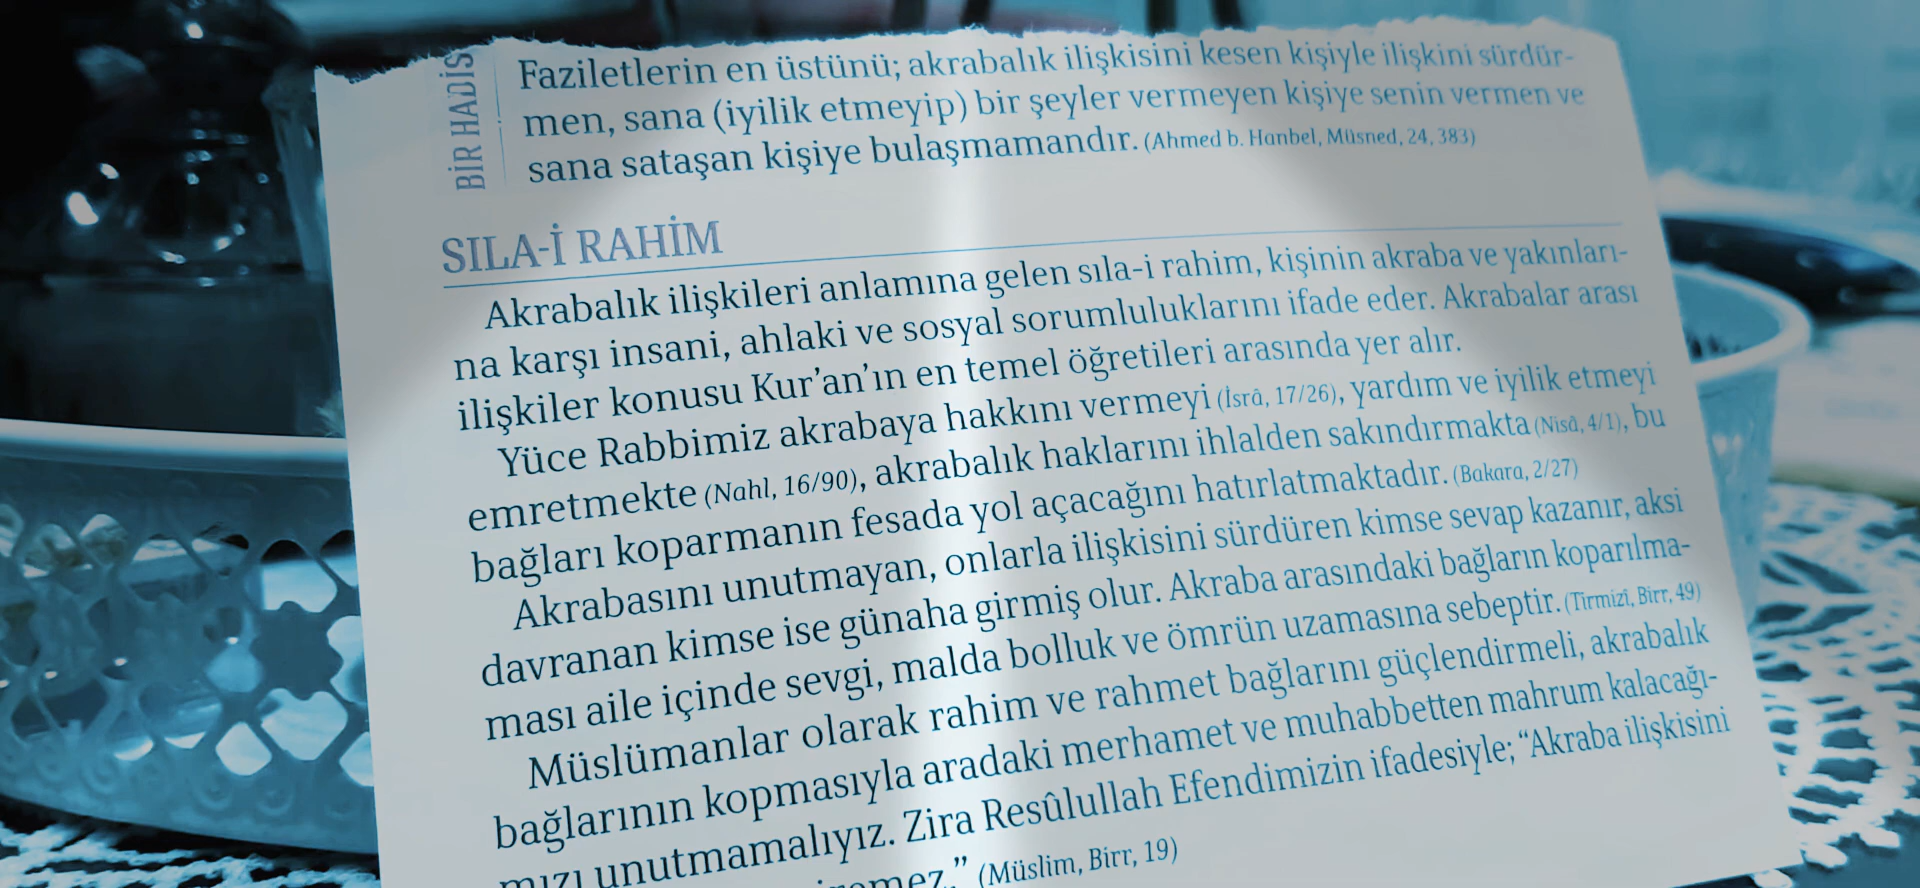 BİR HADİS
Faziletlerin en üstünü; akrabalık ilişkisini kesen kişiyle ilişkini sürdür-
men, sana (iyilik etmeyip) bir şeyler vermeyen kişiye senin vermen ve
sana sataşan kişiye bulaşmamandır. (Ahmed b. Hanbel, Müsned, 24, 383)
SILA-İ RAHİM
Akrabalık ilişkileri anlamına gelen sıla-i rahim, kişinin akraba ve yakınları-
na karşı insani, ahlaki ve sosyal sorumluluklarını ifade eder. Akrabalar arası
ilişkiler konusu Kur’an’ın en temel öğretileri arasında yer alır.
Yüce Rabbimiz akrabaya hakkını vermeyi (İsrâ, 17/26), yardım ve iyilik etmeyi
emretmekte (Nahl, 16/90), akrabalık haklarını ihlalden sakındırmakta (Nisâ, 4/1), bu
bağları koparmanın fesada yol açacağını hatırlatmaktadır. (Bakara, 2/27)
Akrabasını unutmayan, onlarla ilişkisini sürdüren kimse sevap kazanır, aksi
davranan kimse ise günaha girmiş olur. Akraba arasındaki bağların koparılma-
ması aile içinde sevgi, malda bolluk ve ömrün uzamasına sebeptir. (Tirmizî, Birr, 49)
Müslümanlar olarak rahim ve rahmet bağlarını güçlendirmeli, akrabalık
bağlarının kopmasıyla aradaki merhamet ve muhabbetten mahrum kalacağı-
mızı unutmamalıyız. Zira Resûlullah Efendimizin ifadesiyle; “Akraba ilişkisini
(Müslim, Birr, 19)